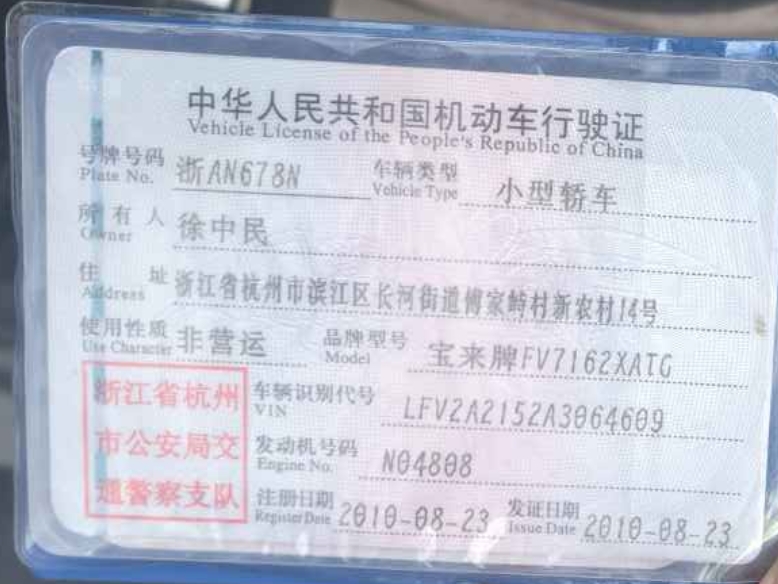 中华人民共和国机动车行驶证
Vehicle License of the People's Republic of China
号牌号码 浙AN678N 车辆类型 小型轿车
Plate No. Vehicle Type
所有人 徐中民
Owner
住址 浙江省杭州市滨江区长河街道傅家峙村新农村14号
Address
使用性质 非营运 品牌型号 宝来牌FV7162XATG
Use Character Model
浙江省杭州 车辆识别代号 LFV2A2152A3064609
VIN
市公安局交 发动机号码 N04808
Engine No.
通警察支队 注册日期 2010-08-23 发证日期 2010-08-23
Register Date Issue Date